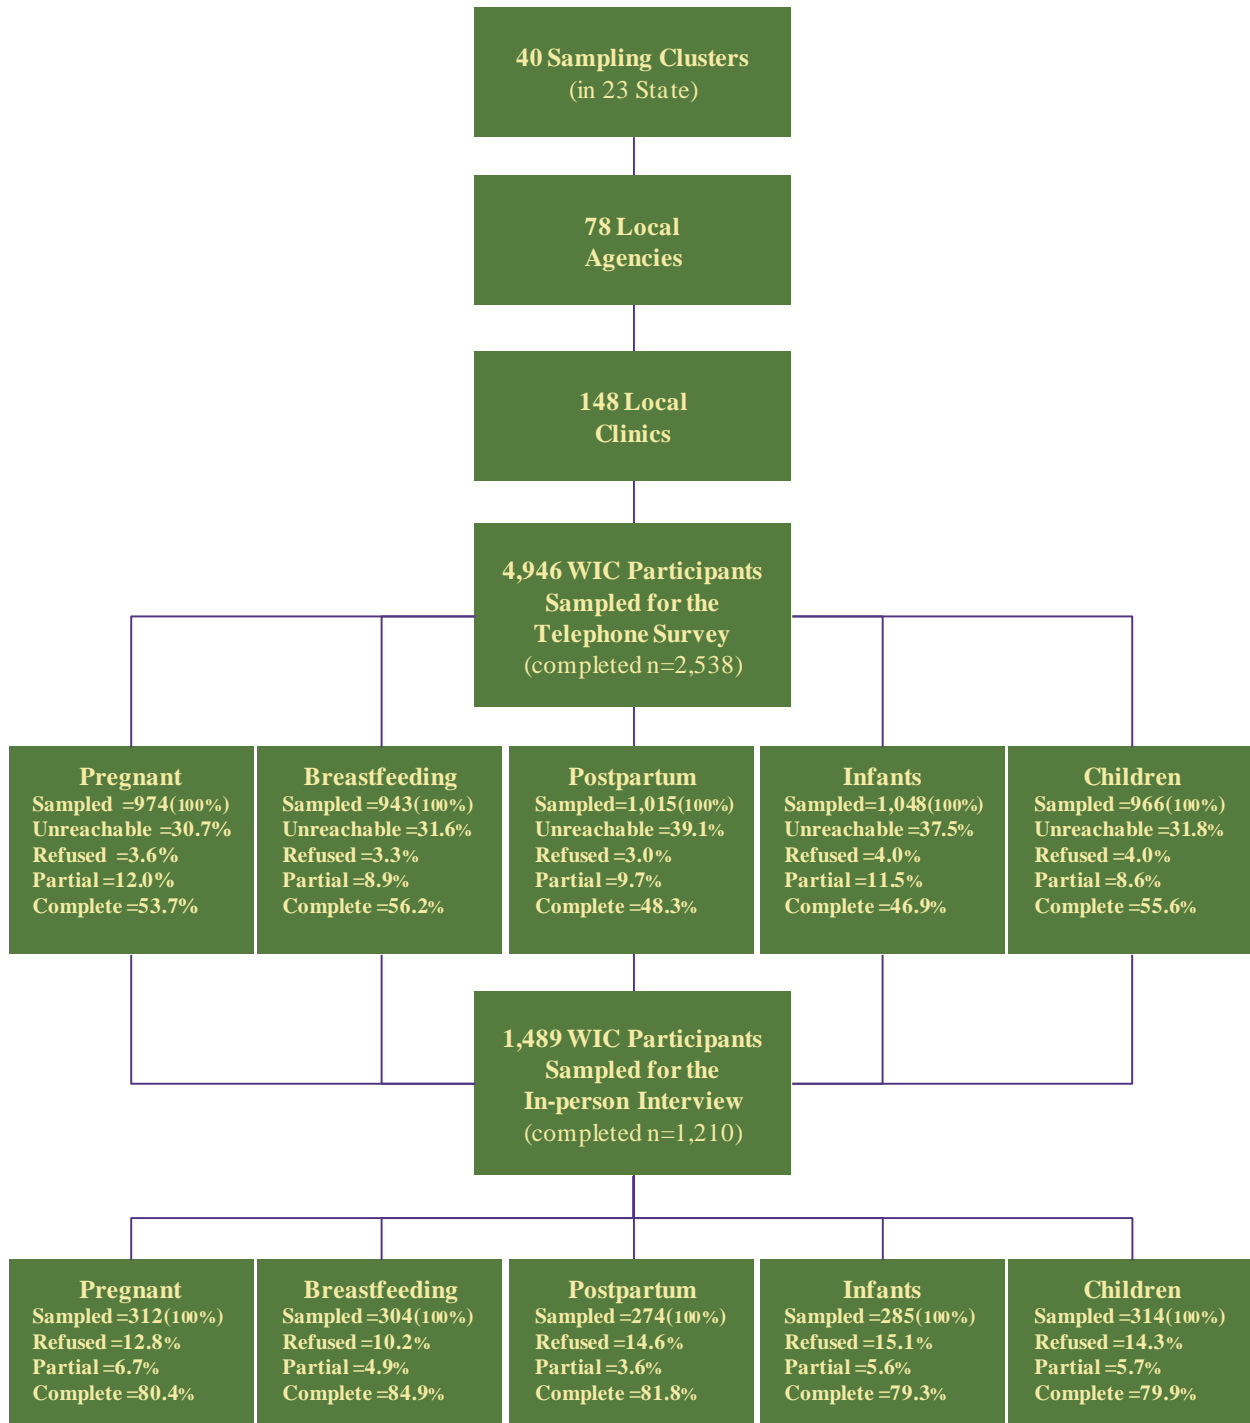 40 Sampling Clusters
(in 23 State)
78 Local
Agencies
148 Local
Clinics
4,946 WIC Participants
Sampled for the
Telephone Survey
(completed n=2,538)
Pregnant
Sampled =974(100%)
Unreachable =30.7%
Refused =3.6%
Partial =12.0%
Complete =53.7%
Breastfeeding
Sampled =943(100%)
Unreachable =31.6%
Refused =3.3%
Partial =8.9%
Complete =56.2%
Postpartum
Sampled=1,015(100%)
Unreachable =39.1%
Refused =3.0%
Partial =9.7%
Complete =48.3%
Infants
Sampled =1,048(100%)
Unreachable =37.5%
Refused =4.0%
Partial =11.5%
Complete =46.9%
Children
Sampled =966(100%)
Unreachable =31.8%
Refused =4.0%
Partial =8.6%
Complete =55.6%
1,489 WIC Participants
Sampled for the
In-person Interview
(completed n=1,210)
Pregnant
Sampled =312(100%)
Refused =12.8%
Partial =6.7%
Complete =80.4%
Breastfeeding
Sampled =304(100%)
Refused =10.2%
Partial =4.9%
Complete =84.9%
Postpartum
Sampled =274(100%)
Refused =14.6%
Partial =3.6%
Complete =81.8%
Infants
Sampled =285(100%)
Refused =15.1%
Partial =5.6%
Complete =79.3%
Children
Sampled =314(100%)
Refused =14.3%
Partial =5.7%
Complete =79.9%